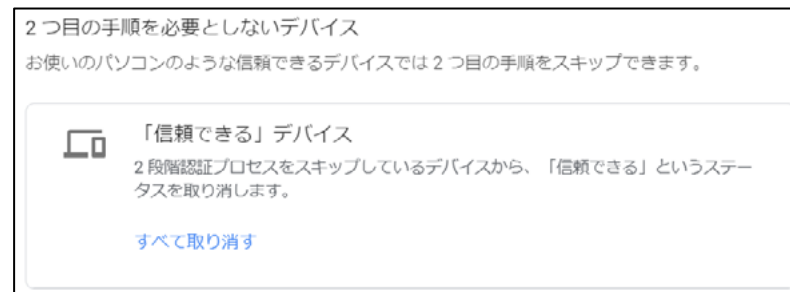 2 つ目の手順を必要としないデバイス
お使いのパソコンのような信頼できるデバイスでは 2 つ目の手順をスキップできます。
「信頼できる」デバイス
2 段階認証プロセスをスキップしているデバイスから、「信頼できる」というステー
タスを取り消します。
すべて取り消す